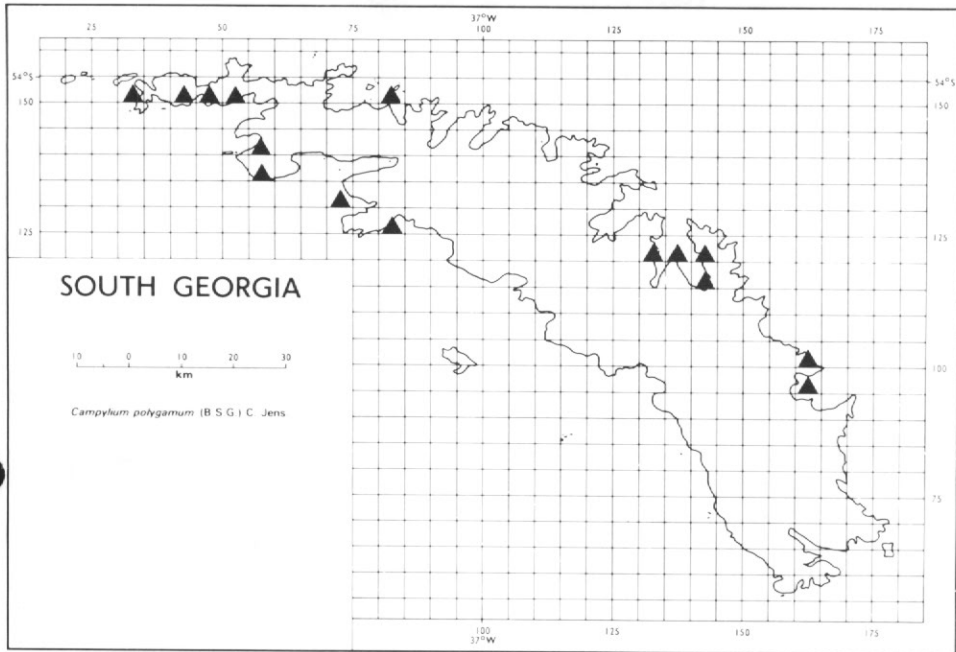 37°W
25 50 75 100 125 150 175
54°S 54°S
150 150
125 125
SOUTH GEORGIA
10 0 10 20 30
km
100
Campylium polygamum (B.S.G.) C. Jens
75
100 125 150 175
37°W